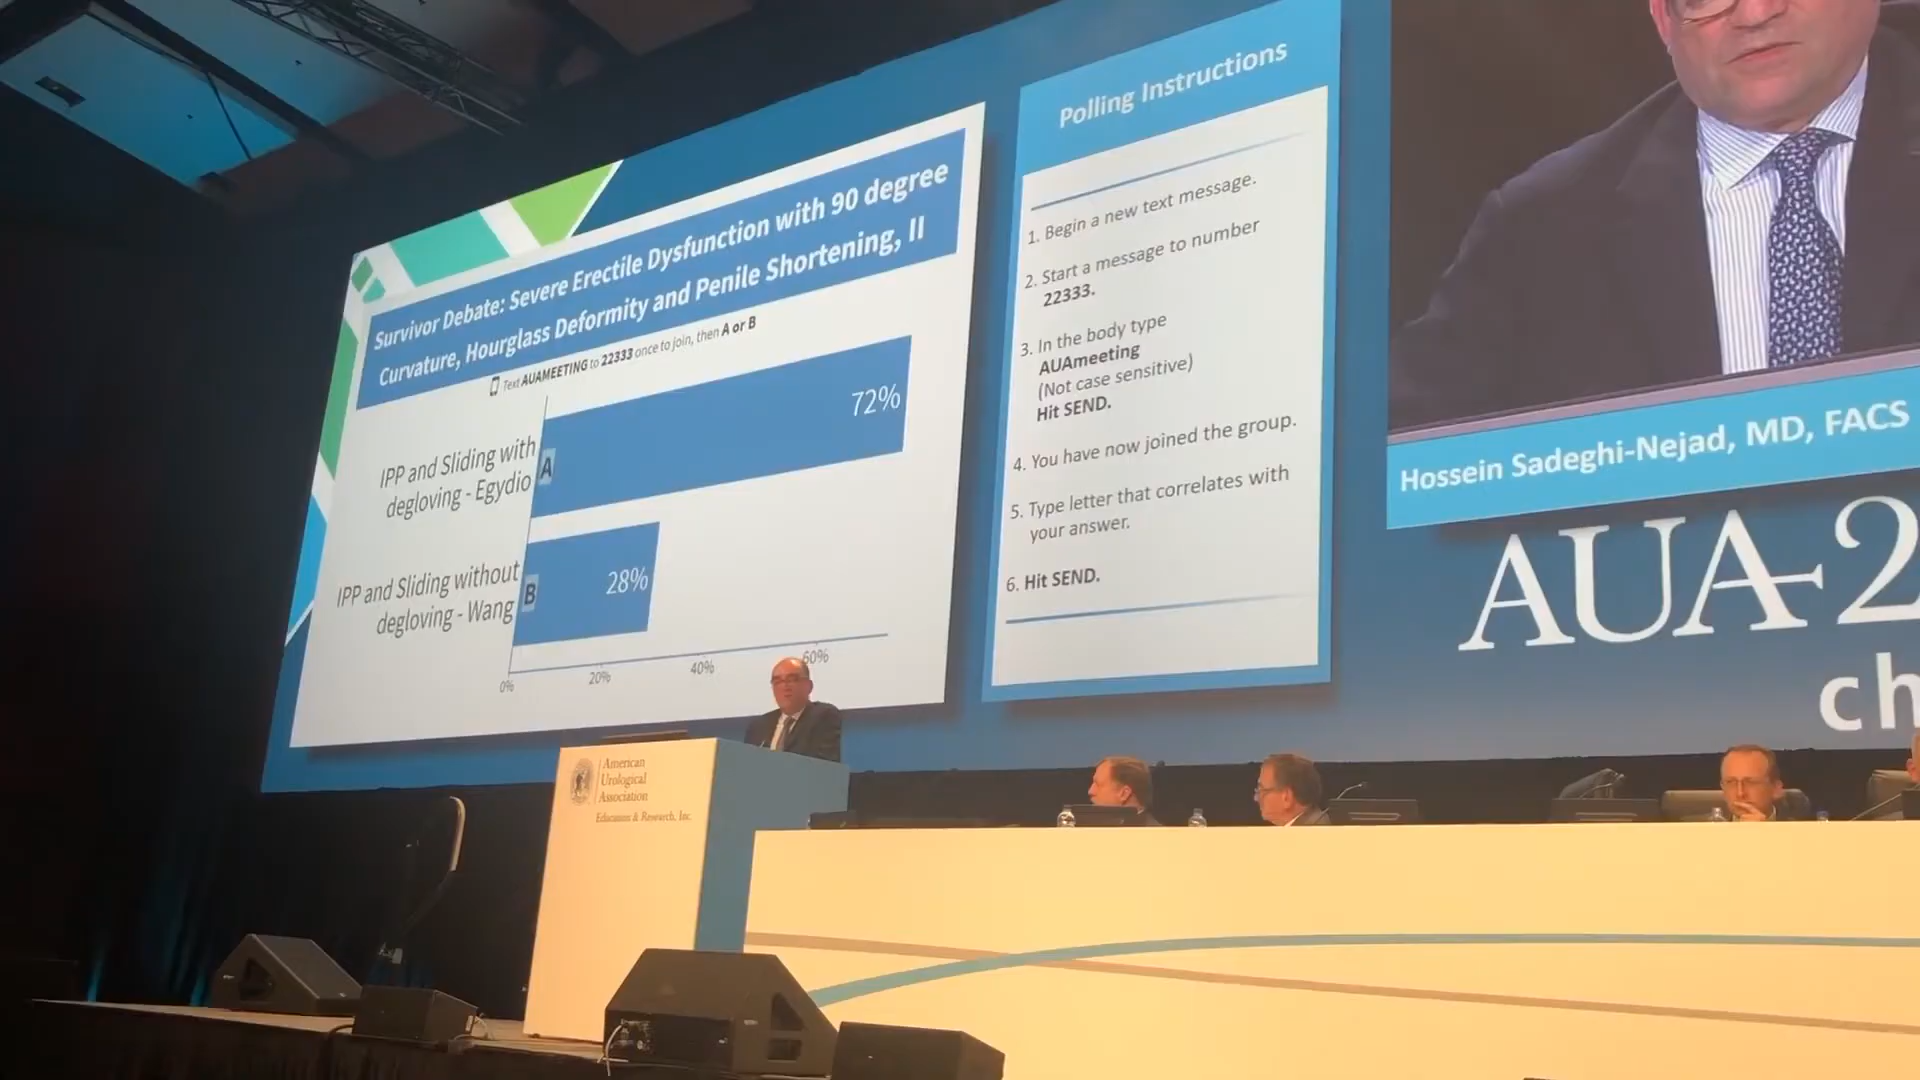 Survivor Debate: Severe Erectile Dysfunction with 90 degree
Curvature, Hourglass Deformity and Penile Shortening, II
Text AUAMEETING to 22333 once to join, then A or B
IPP and Sliding with
degloving - Egydio
A
72%
IPP and Sliding without
degloving - Wang
B
28%
0%
20%
40%
60%
Polling Instructions
1. Begin a new text message.
2. Start a message to number
22333.
3. In the body type
AUAmeeting
(Not case sensitive)
Hit SEND.
4. You have now joined the group.
5. Type letter that correlates with
your answer.
6. Hit SEND.
Hossein Sadeghi-Nejad, MD, FACS
AUA2
ch
American
Urological
Association
Education & Research, Inc.